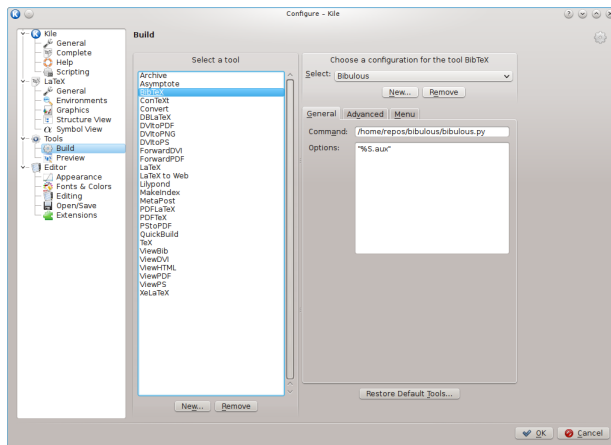 Configure – Kile
Kile
General
Complete
Help
Scripting
LaTeX
General
Environments
Graphics
Structure View
Symbol View
Tools
Build
Preview
Editor
Appearance
Fonts & Colors
Editing
Open/Save
Extensions
Build
Select a tool
Archive
Asymptote
BibTeX
ConTeXt
Convert
DBLaTeX
DVItoPDF
DVItoPNG
DVItoPS
ForwardDVI
ForwardPDF
LaTeX
LaTeX to Web
Lilypond
MakeIndex
MetaPost
PDFLaTeX
PDFTeX
PStoPDF
QuickBuild
TeX
ViewBib
ViewDVI
ViewHTML
ViewPDF
ViewPS
XeLaTeX
New...
Remove
Choose a configuration for the tool BibTeX
Select: Bibulous
New...
Remove
General
Advanced
Menu
Command: /home/repos/bibulous/bibulous.py
Options: "%S.aux"
Restore Default Tools...
OK
Cancel